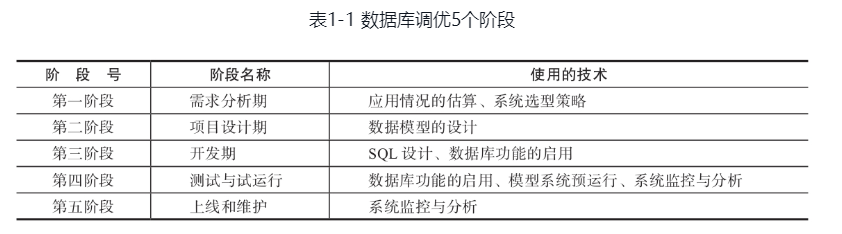 表1-1 数据库调优5个阶段
阶 段 号 阶段名称 使用的技术
第一阶段 需求分析期 应用情况的估算、系统选型策略
第二阶段 项目设计期 数据模型的设计
第三阶段 开发期 SQL 设计、数据库功能的启用
第四阶段 测试与试运行 数据库功能的启用、模型系统预运行、系统监控与分析
第五阶段 上线和维护 系统监控与分析